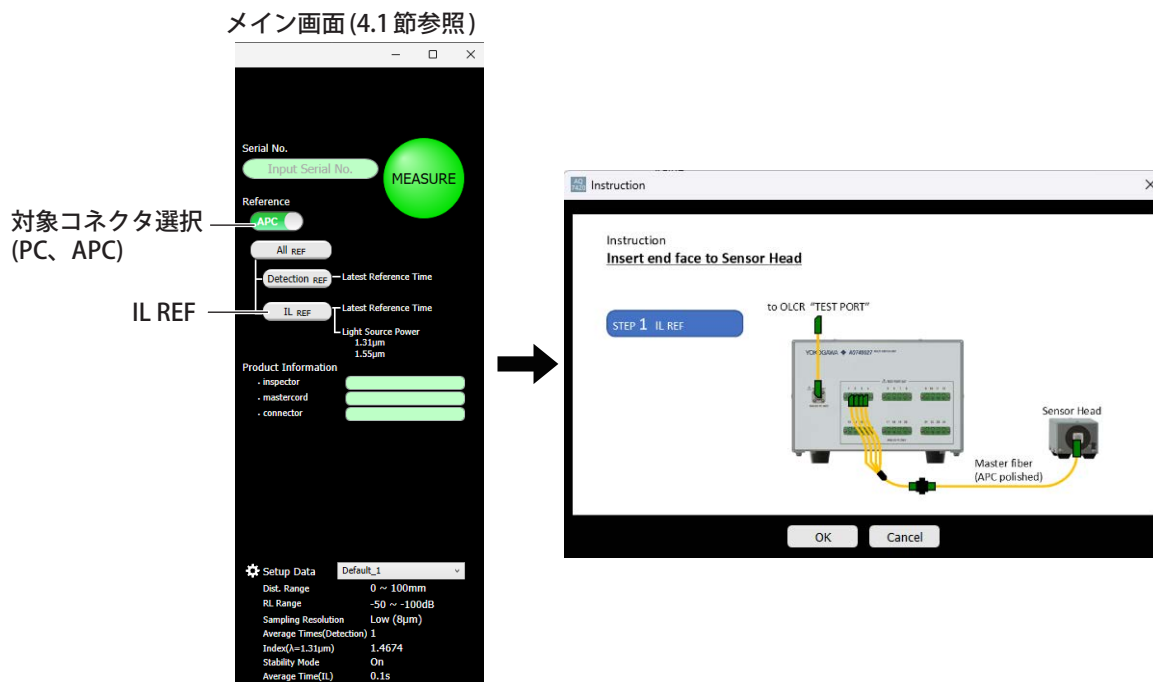 メイン画面(4.1 節参照)
Serial No.
Input Serial No.
MEASURE
Reference
APC
対象コネクタ選択
(PC、APC)
All REF
Detection REF
Latest Reference Time
IL REF
IL REF
Latest Reference Time
Light Source Power
1.31μm
1.55μm
Product Information
・inspector
・mastercord
・connector
Setup Data
Default_1
Dist. Range 0 ~ 100mm
RL Range -50 ~ -100dB
Sampling Resolution Low (8μm)
Average Times(Detection) 1
Index(λ=1.31μm) 1.4674
Stability Mode On
Average Time(IL) 0.1s
AQ
7420
Instruction
Instruction
Insert end face to Sensor Head
STEP 1 IL REF
to OLCR "TEST PORT"
YOKOGAWA
Sensor Head
Master fiber
(APC polished)
OK
Cancel